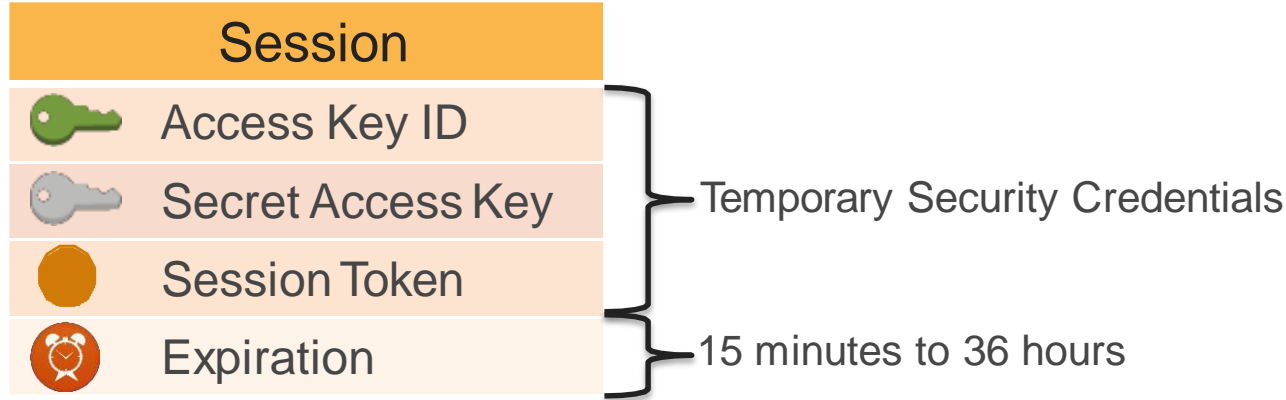 Session
Access Key ID
Secret Access Key
Temporary Security Credentials
Session Token
Expiration
15 minutes to 36 hours